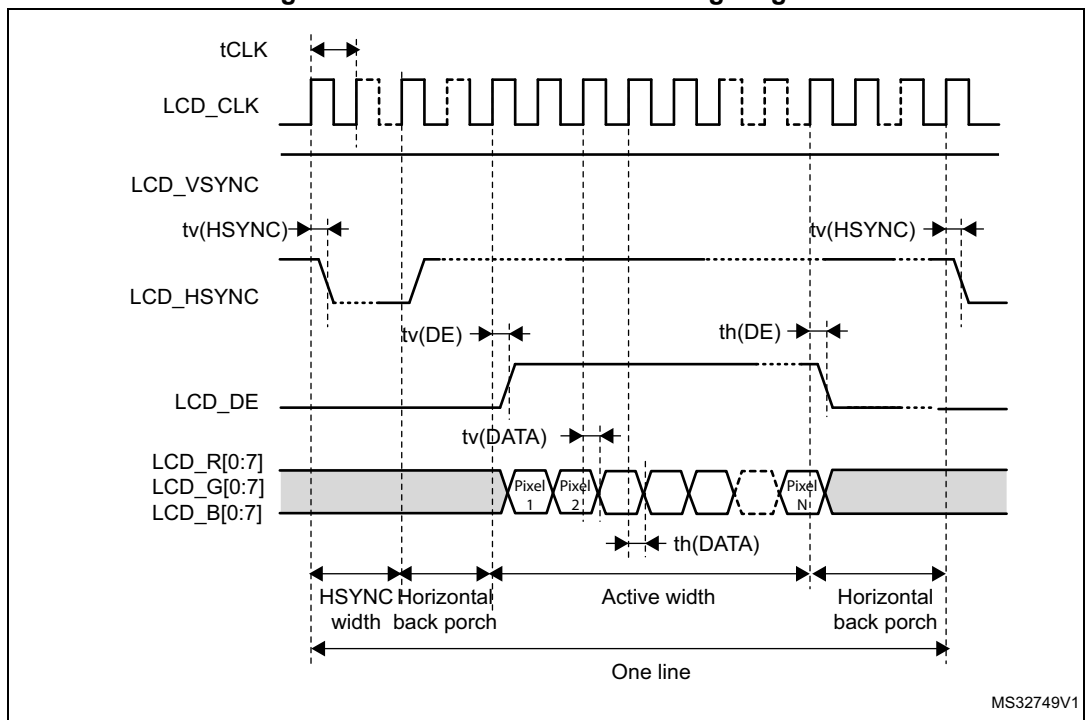 tCLK
LCD_CLK
LCD_VSYNC
tv(HSYNC)
tv(HSYNC)
LCD_HSYNC
tv(DE)
th(DE)
LCD_DE
tv(DATA)
LCD_R[0:7]
LCD_G[0:7]
LCD_B[0:7]
Pixel
1
Pixel
2
Pixel
N
th(DATA)
HSYNC
width
Horizontal
back porch
Active width
Horizontal
back porch
One line
MS32749V1